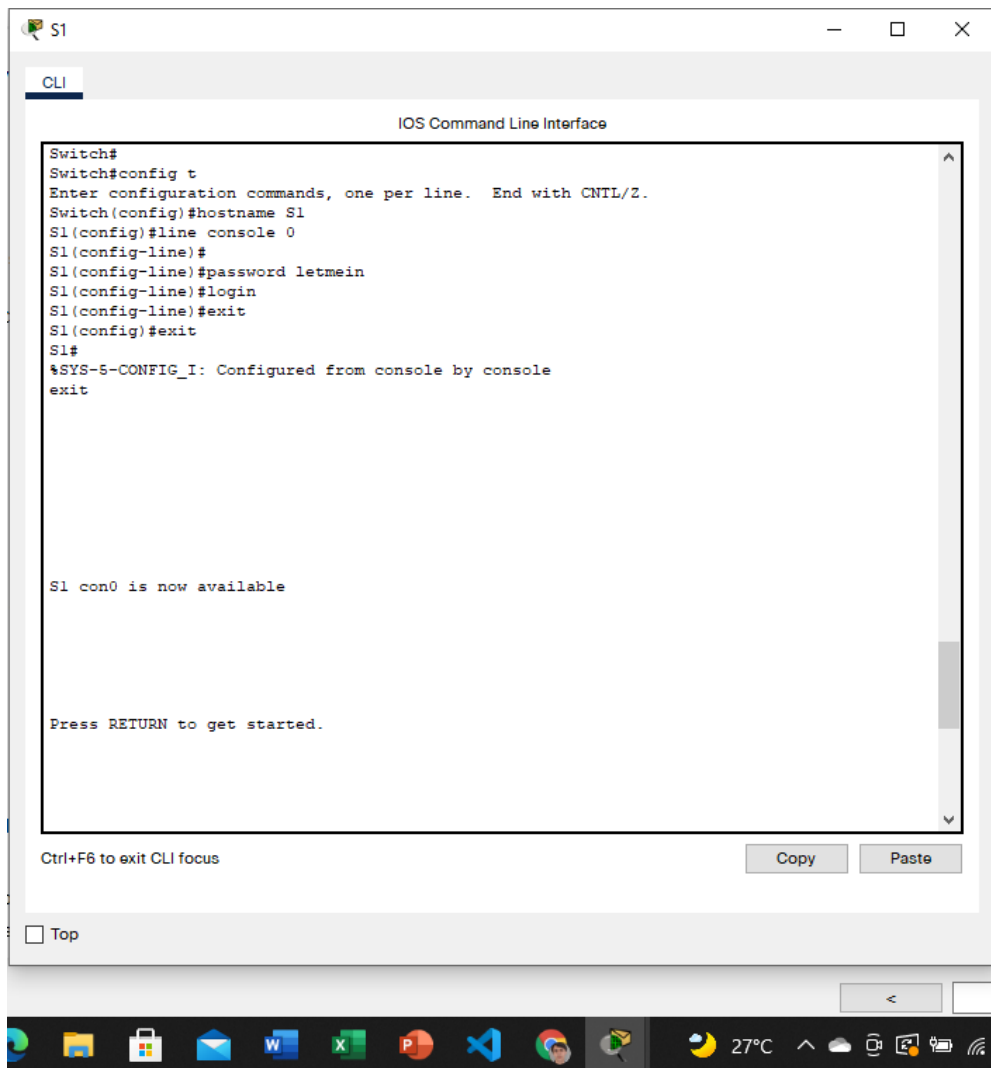 S1
CLI
IOS Command Line Interface
Switch#
Switch#config t
Enter configuration commands, one per line.  End with CNTL/Z.
Switch(config)#hostname S1
S1(config)#line console 0
S1(config-line)#
S1(config-line)#password letmein
S1(config-line)#login
S1(config-line)#exit
S1(config)#exit
S1#
%SYS-5-CONFIG_I: Configured from console by console
exit
S1 con0 is now available
Press RETURN to get started.
Ctrl+F6 to exit CLI focus
Copy
Paste
Top
<
27°C